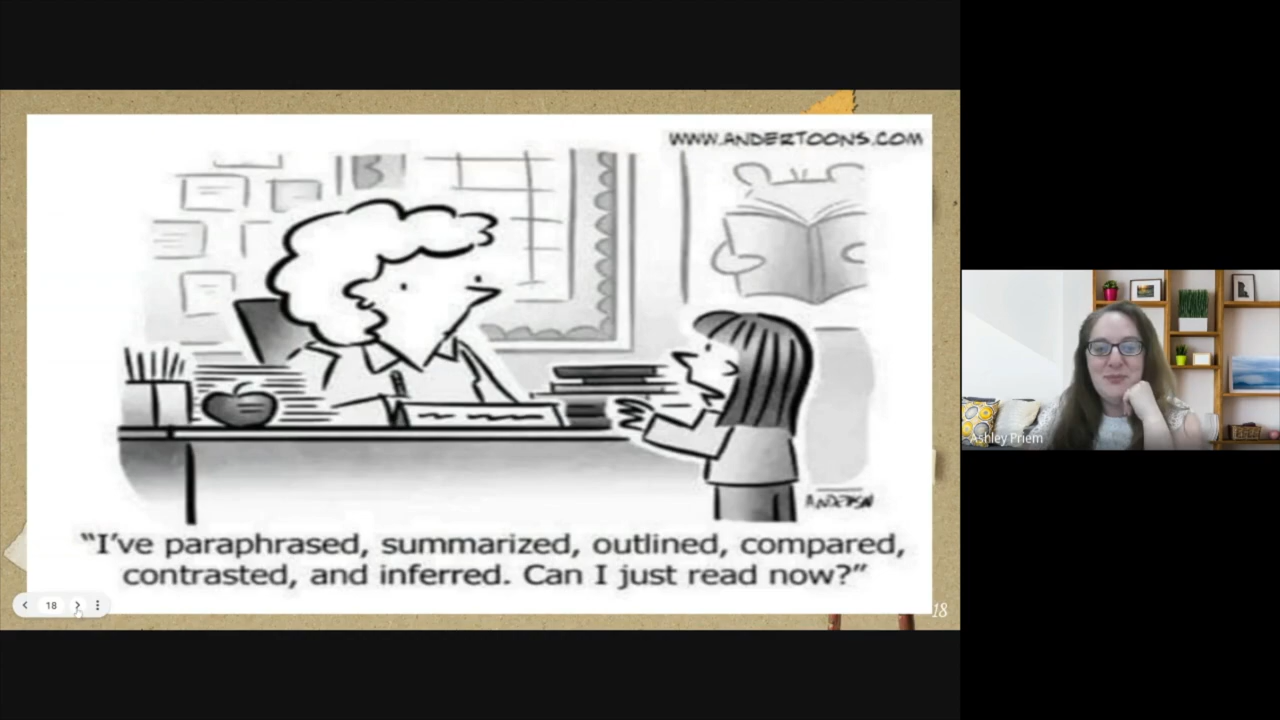 WWW.ANDERTOONS.COM
B
ANDERSON
“I’ve paraphrased, summarized, outlined, compared,
contrasted, and inferred. Can I just read now?”
18
18
Ashley Priem